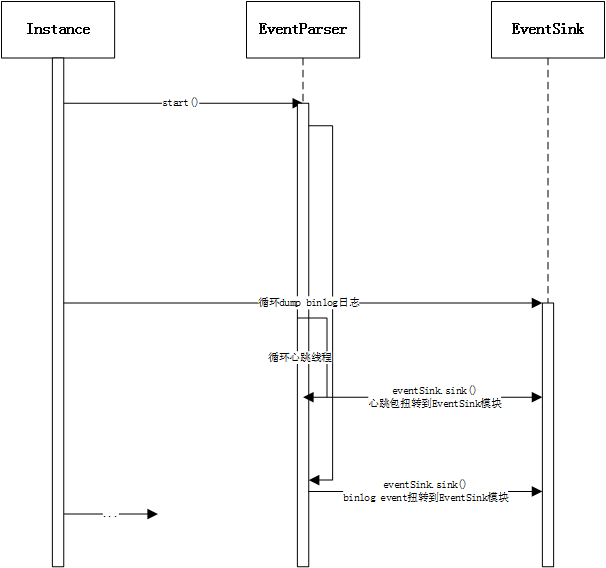 Instance
EventParser
EventSink
start()
循环dump binlog日志
循环心跳线程
eventSink.sink()
心跳包扭转到EventSink模块
eventSink.sink()
binlog event扭转到EventSink模块
...